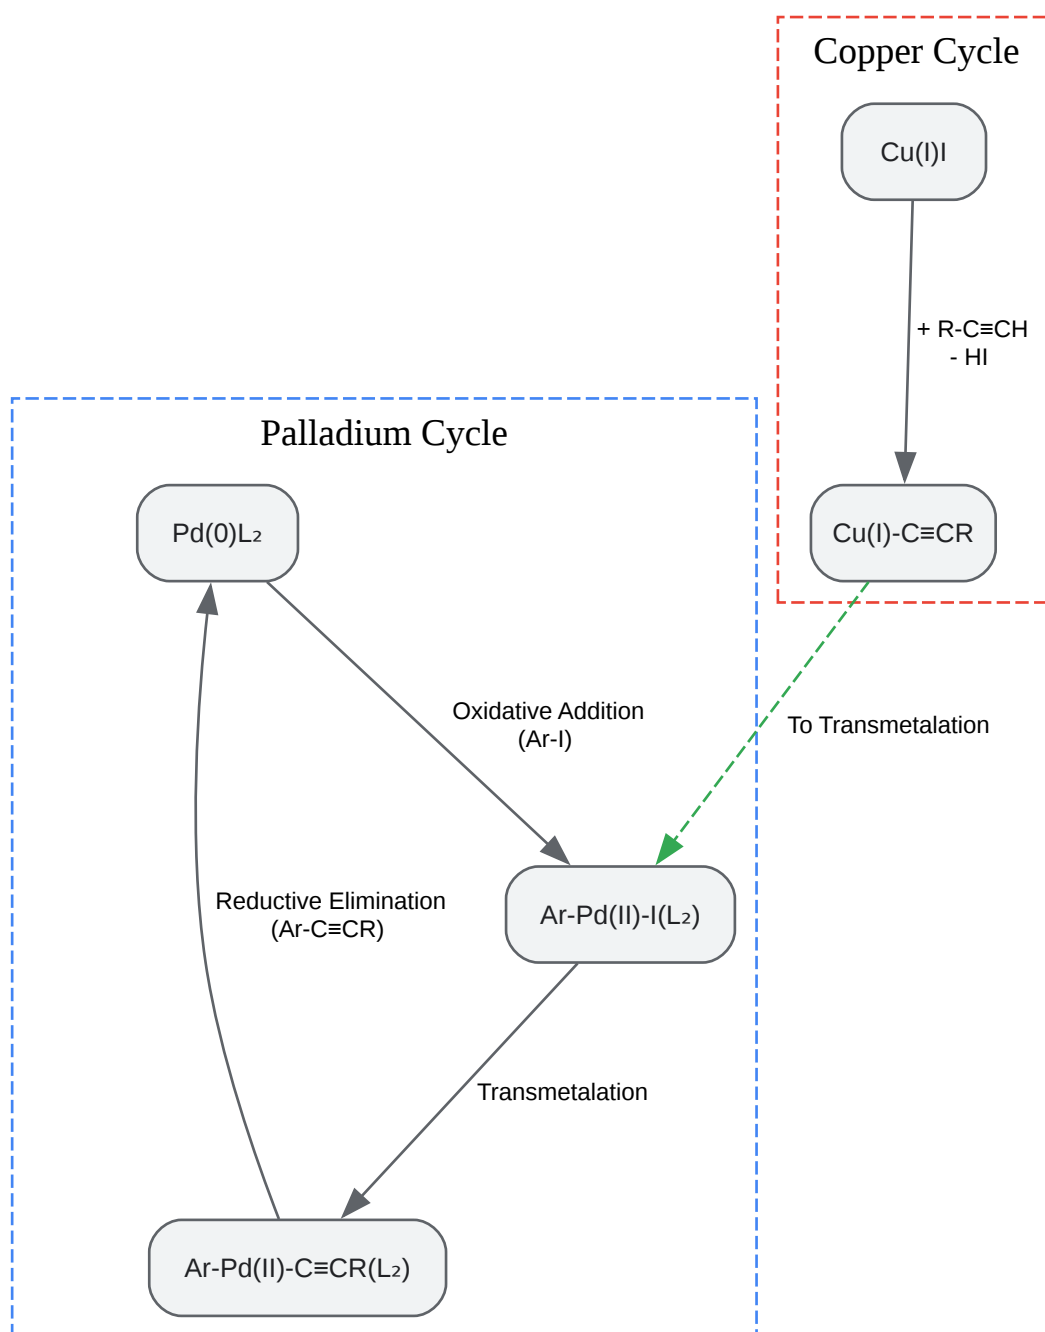 Copper Cycle
Cu(I)I
+ R-C≡CH
- HI
Cu(I)-C≡CR
To Transmetalation
Palladium Cycle
Pd(0)L₂
Oxidative Addition
(Ar-I)
Ar-Pd(II)-I(L₂)
Reductive Elimination
(Ar-C≡CR)
Transmetalation
Ar-Pd(II)-C≡CR(L₂)